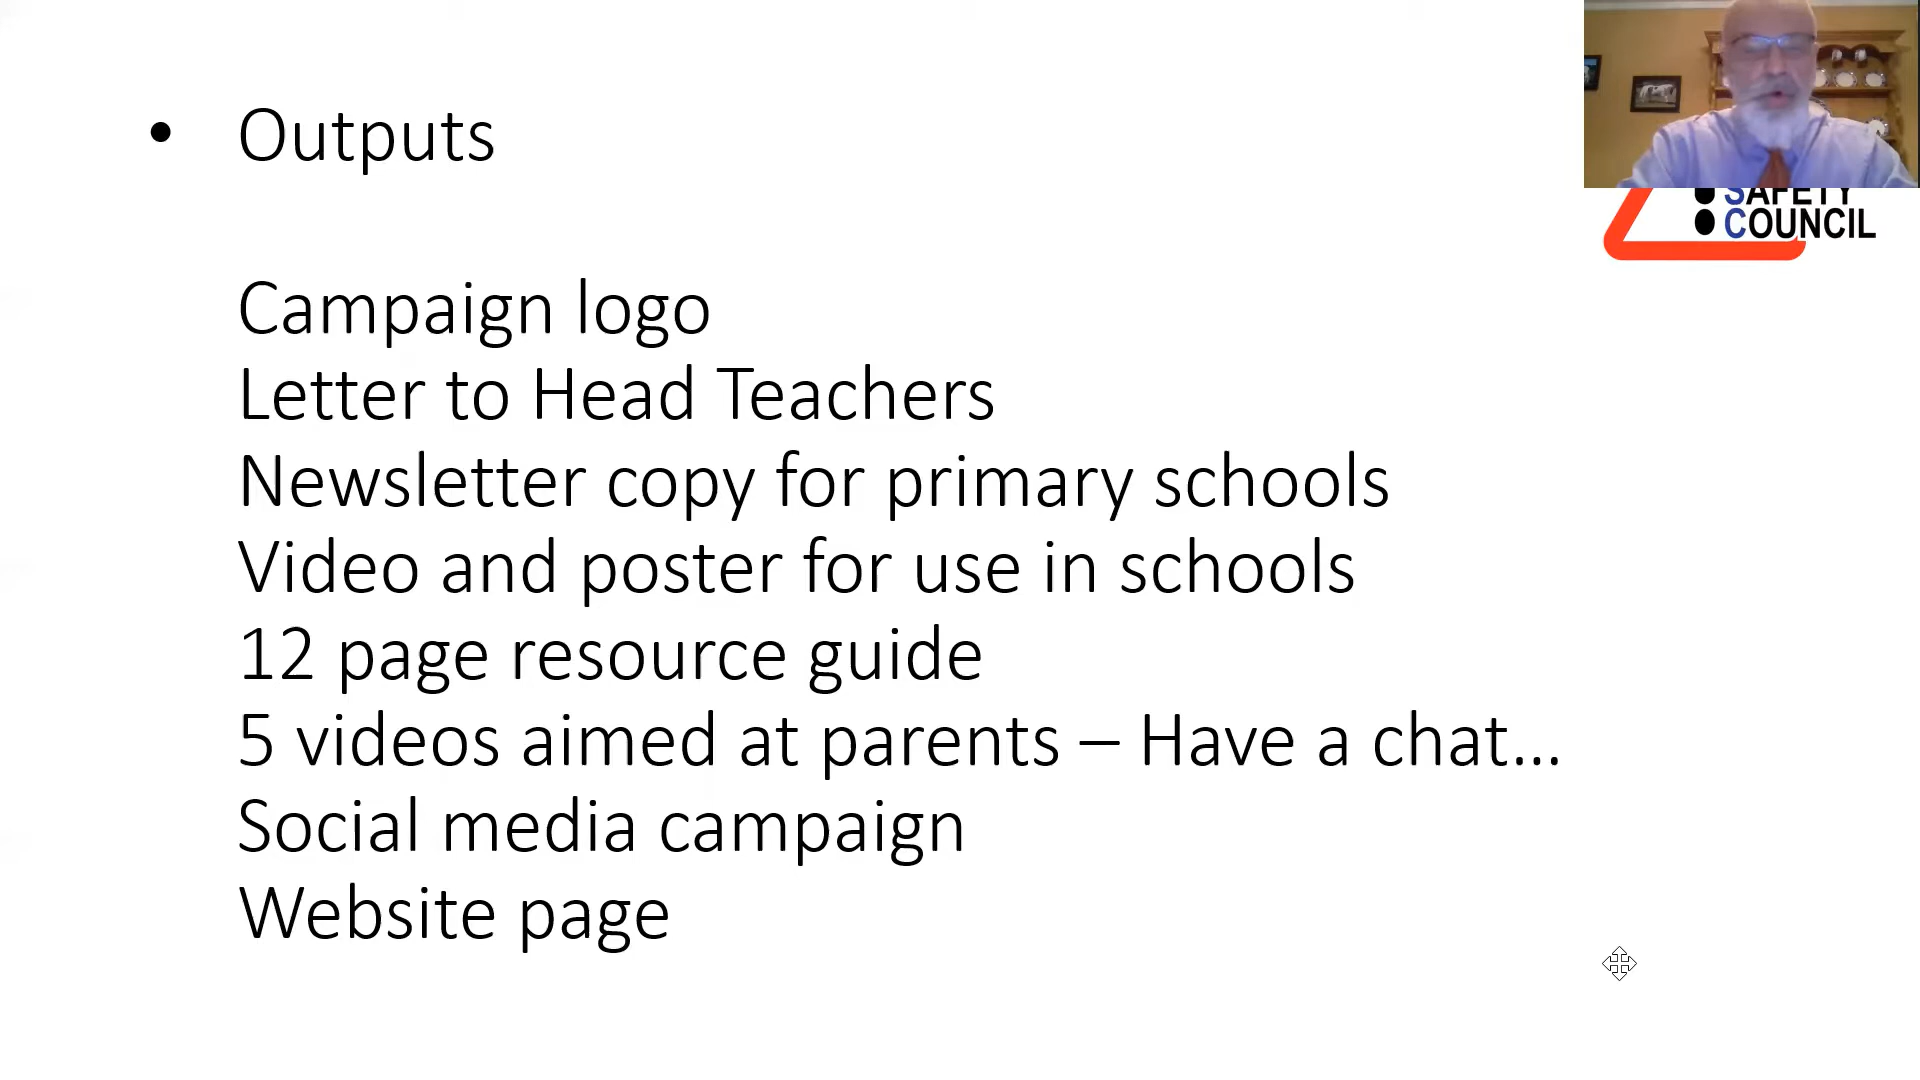 • Outputs
Campaign logo
Letter to Head Teachers
Newsletter copy for primary schools
Video and poster for use in schools
12 page resource guide
5 videos aimed at parents – Have a chat...
Social media campaign
Website page
SAFETY
COUNCIL